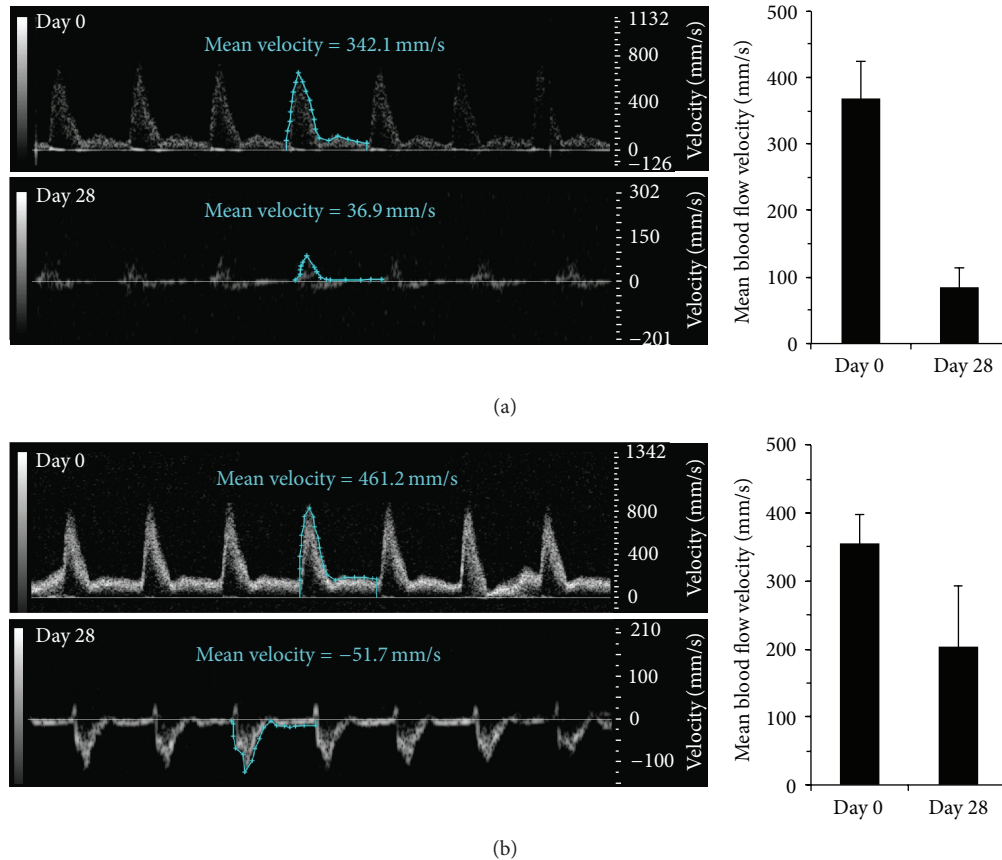 Day 0
Mean velocity = 342.1 mm/s
1132
800
400
0
−126
Velocity (mm/s)
Day 28
Mean velocity = 36.9 mm/s
302
150
0
−201
Velocity (mm/s)
Mean blood flow velocity (mm/s)
500
400
300
200
100
0
Day 0 Day 28
(a)
Day 0
Mean velocity = 461.2 mm/s
1342
800
400
0
Velocity (mm/s)
Day 28
Mean velocity = −51.7 mm/s
210
100
0
−100
Velocity (mm/s)
Mean blood flow velocity (mm/s)
500
400
300
200
100
0
Day 0 Day 28
(b)